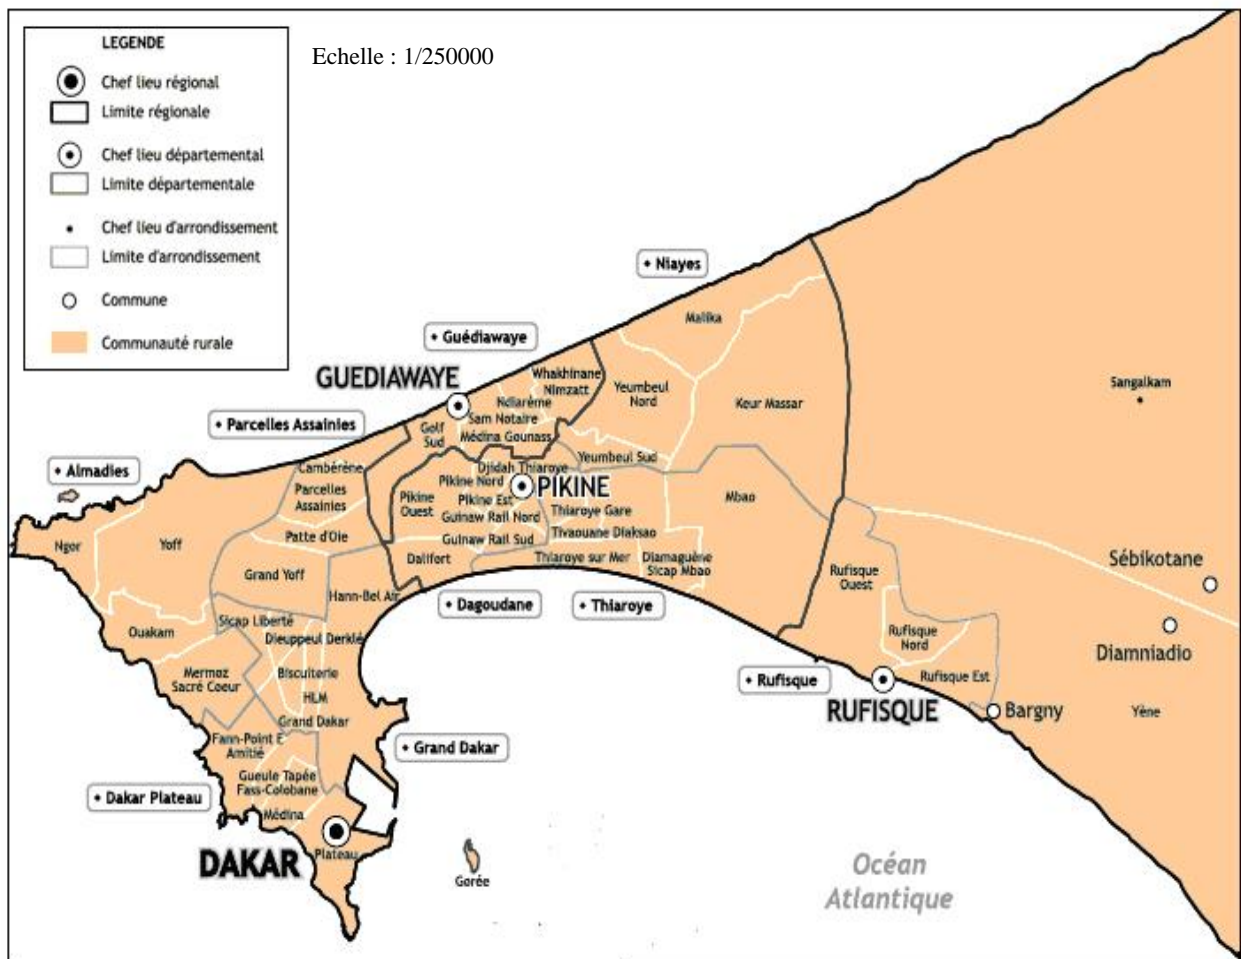 LEGENDE
Chef lieu régional
Limite régionale
Chef lieu départemental
Limite départementale
Chef lieu d'arrondissement
Limite d'arrondissement
Commune
Communauté rurale
Echelle : 1/250000
Niayes
Malika
Guédiawaye
GUEDIAWAYE
Whakhinane
Nimzatt
Yeumbeul
Nord
Keur Massar
Sangalkam
Ndiarème
Sam Notaire
Golf
Sud
Médina Gounass
Parcelles Assainies
Almadies
Cambérène
Parcelles
Assainies
Patte d'Oie
Djidah Thiaroye
Yeumbeul Sud
Pikine Nord
PIKINE
Pikine
Ouest
Pikine Est
Guinaw Rail Nord
Guinaw Rail Sud
Thiaroye Gare
Tivaouane Diaksao
Mbao
Ngor
Yoff
Grand Yoff
Hann-Bel Air
Dalifort
Thiaroye sur Mer
Diamaguène
Sicap Mbao
Rufisque
Ouest
Sébikotane
Dagoudane
Thiaroye
Ouakam
Sicap Liberté
Dieuppeul Derklé
Rufisque
Nord
Diamniadio
Mermoz
Sacré Coeur
Biscuiterie
HLM
Grand Dakar
Rufisque
Rufisque Est
RUFISQUE
Bargny
Yène
Fann-Point E
Amitié
Grand Dakar
Gueule Tapée
Fass-Colobane
Dakar Plateau
Médina
DAKAR
Plateau
Gorée
Océan
Atlantique